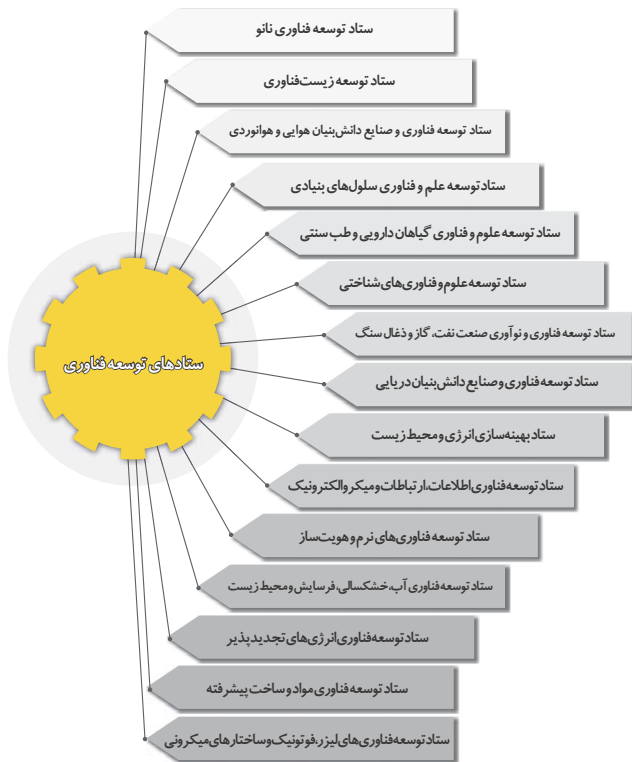 ستاد توسعه فناوری نانو
ستاد توسعه زیست‌فناوری
ستاد توسعه فناوری و صنایع دانش‌بنیان هوایی و هوانوردی
ستاد توسعه علم و فناوری سلول‌های بنیادی
ستاد توسعه علوم و فناوری گیاهان دارویی و طب سنتی
ستاد توسعه علوم و فناوری‌های شناختی
ستاد توسعه فناوری و نوآوری صنعت نفت، گاز و ذغال سنگ
ستادهای توسعه فناوری
ستاد توسعه فناوری و صنایع دانش‌بنیان دریایی
ستاد بهینه‌سازی انرژی و محیط زیست
ستاد توسعه فناوری اطلاعات، ارتباطات و میکروالکترونیک
ستاد توسعه فناوری‌های نرم و هویت‌ساز
ستاد توسعه فناوری آب، خشکسالی، فرسایش و محیط زیست
ستاد توسعه فناوری انرژی‌های تجدیدپذیر
ستاد توسعه فناوری مواد و ساخت پیشرفته
ستاد توسعه فناوری‌های لیزر، فوتونیک و ساختارهای میکرونی